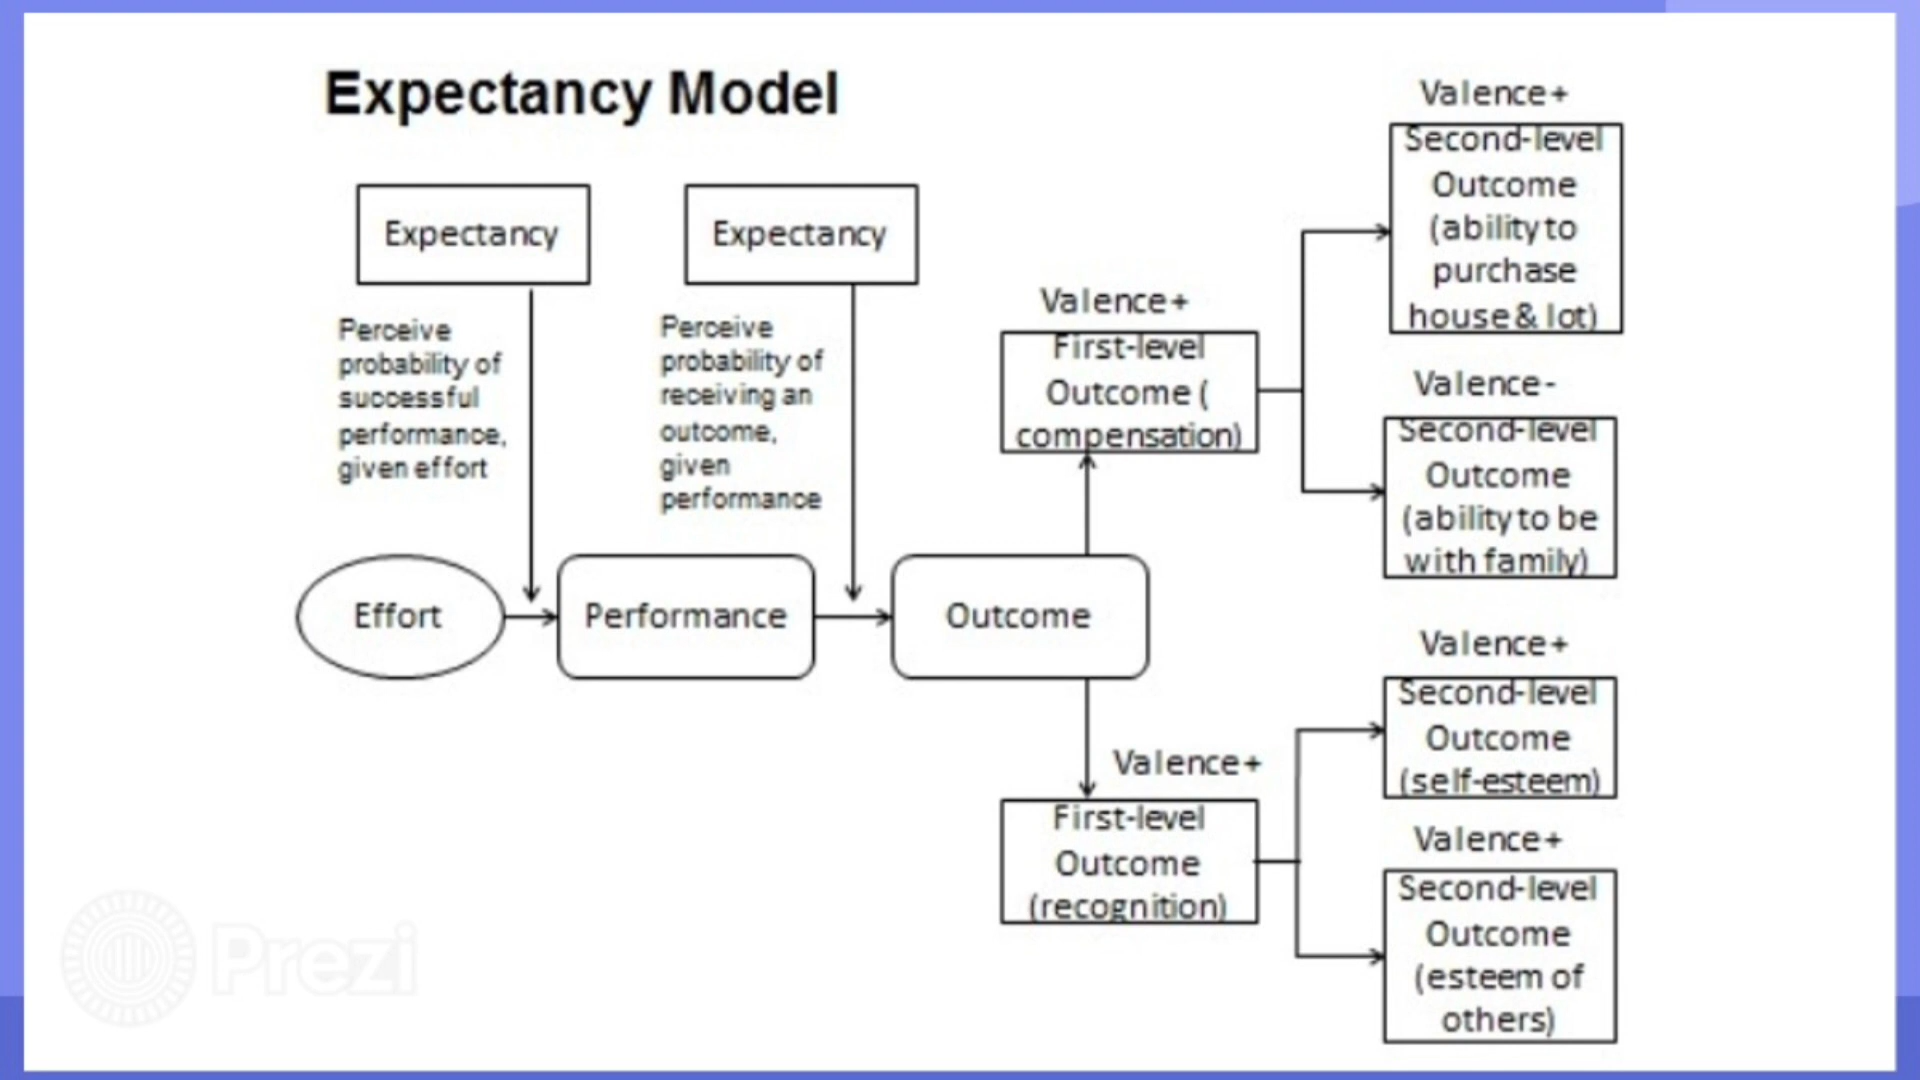 Expectancy Model
Expectancy
Perceive
probability of
successful
performance,
given effort
Expectancy
Perceive
probability of
receiving an
outcome,
given
performance
Effort
Performance
Outcome
Valence+
First-level
Outcome (
compensation)
Valence+
Second-level
Outcome
(ability to
purchase
house & lot)
Valence-
Second-level
Outcome
(ability to be
with family)
Valence+
First-level
Outcome
(recognition)
Valence+
Second-level
Outcome
(self-esteem)
Valence+
Second-level
Outcome
(esteem of
others)
Prezi